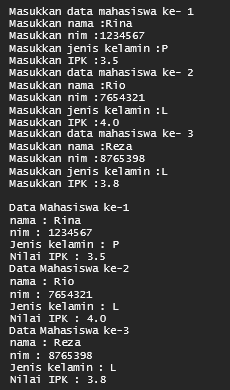 Masukkan data mahasiswa ke- 1
Masukkan nama :Rina
Masukkan nim :1234567
Masukkan jenis kelamin :P
Masukkan IPK :3.5
Masukkan data mahasiswa ke- 2
Masukkan nama :Rio
Masukkan nim :7654321
Masukkan jenis kelamin :L
Masukkan IPK :4.0
Masukkan data mahasiswa ke- 3
Masukkan nama :Reza
Masukkan nim :8765398
Masukkan jenis kelamin :L
Masukkan IPK :3.8

Data Mahasiswa ke-1
nama : Rina
nim : 1234567
Jenis kelamin : P
Nilai IPK : 3.5
Data Mahasiswa ke-2
nama : Rio
nim : 7654321
Jenis kelamin : L
Nilai IPK : 4.0
Data Mahasiswa ke-3
nama : Reza
nim : 8765398
Jenis kelamin : L
Nilai IPK : 3.8